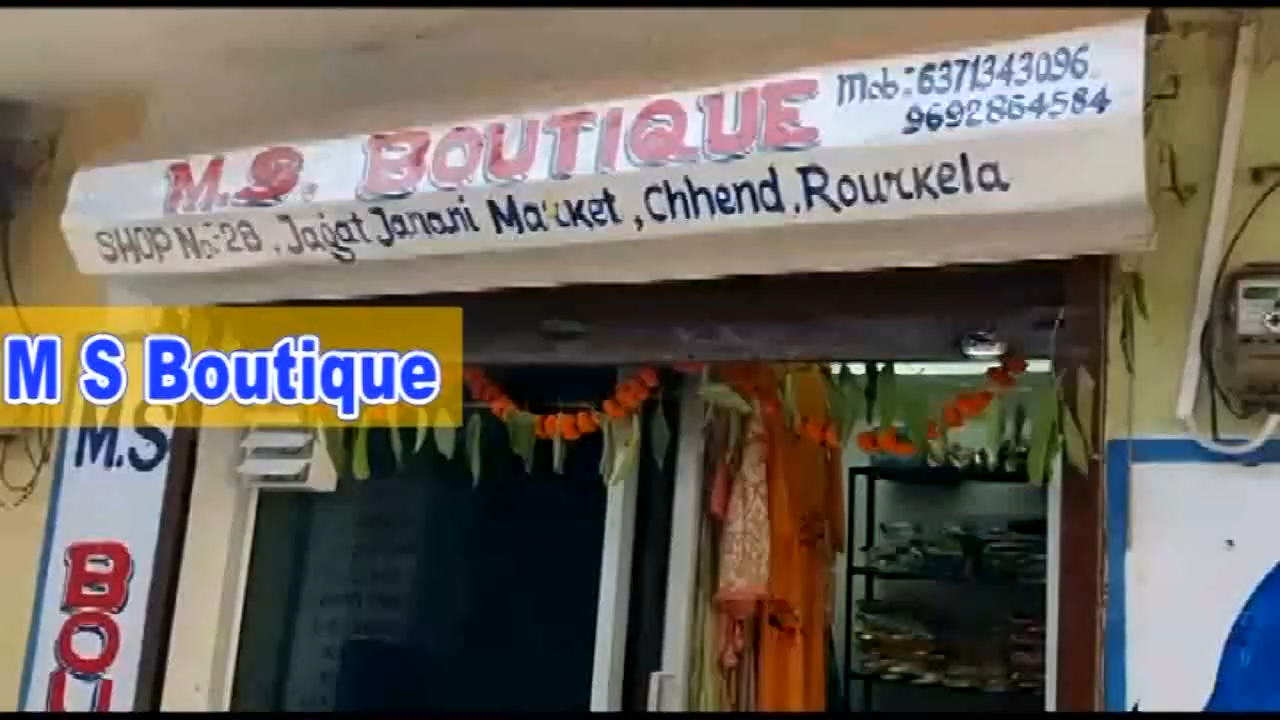 M.S. BOUTIQUE
Mob:-6371343096
9692864584
SHOP No:-28, Jagat Janani Market, Chhend, Rourkela
M S Boutique
M.S
BOU